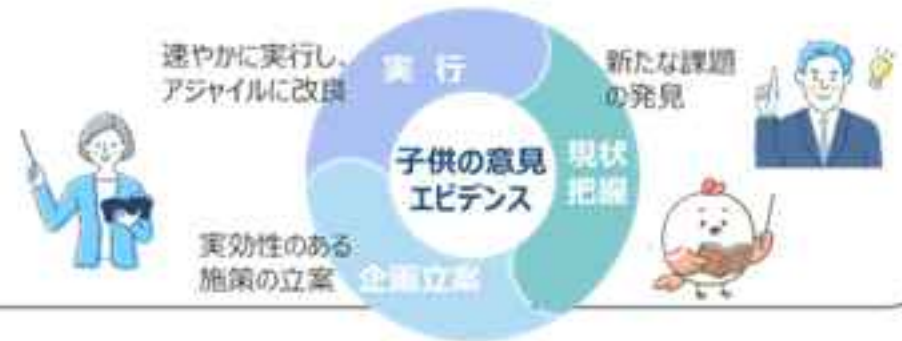 速やかに実行し、
アジャイルに改良
実 行
新たな課題
の発見
子供の意見
エビデンス
現状
把握
実効性のある
施策の立案
企画立案